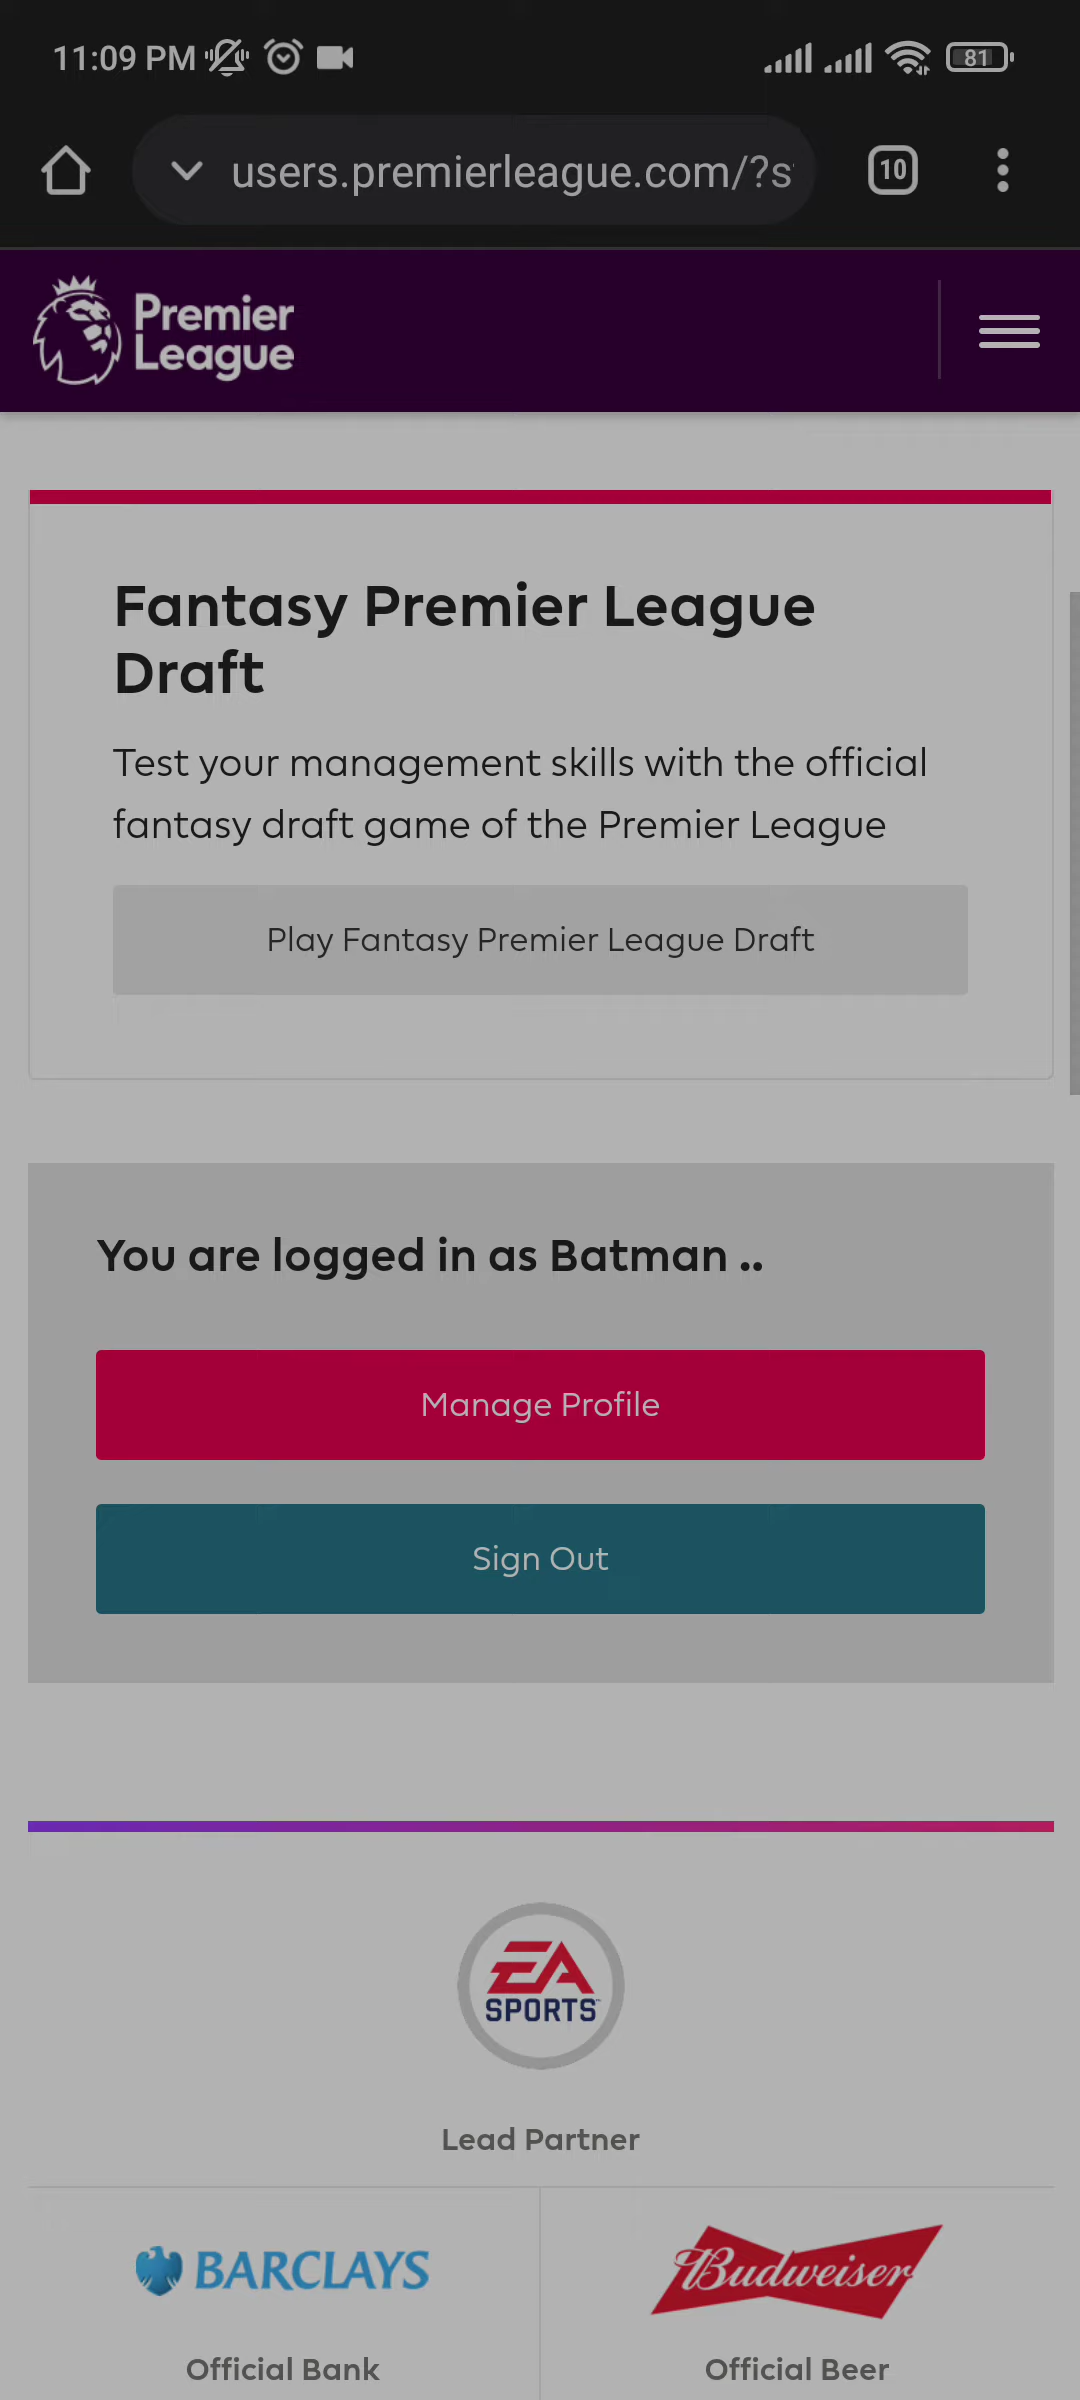 11:09 PM
81
users.premierleague.com/?s
10
Premier
League
Fantasy Premier League
Draft
Test your management skills with the official
fantasy draft game of the Premier League
Play Fantasy Premier League Draft
You are logged in as Batman ..
Manage Profile
Sign Out
EA
SPORTS
Lead Partner
BARCLAYS
Budweiser
Official Bank
Official Beer